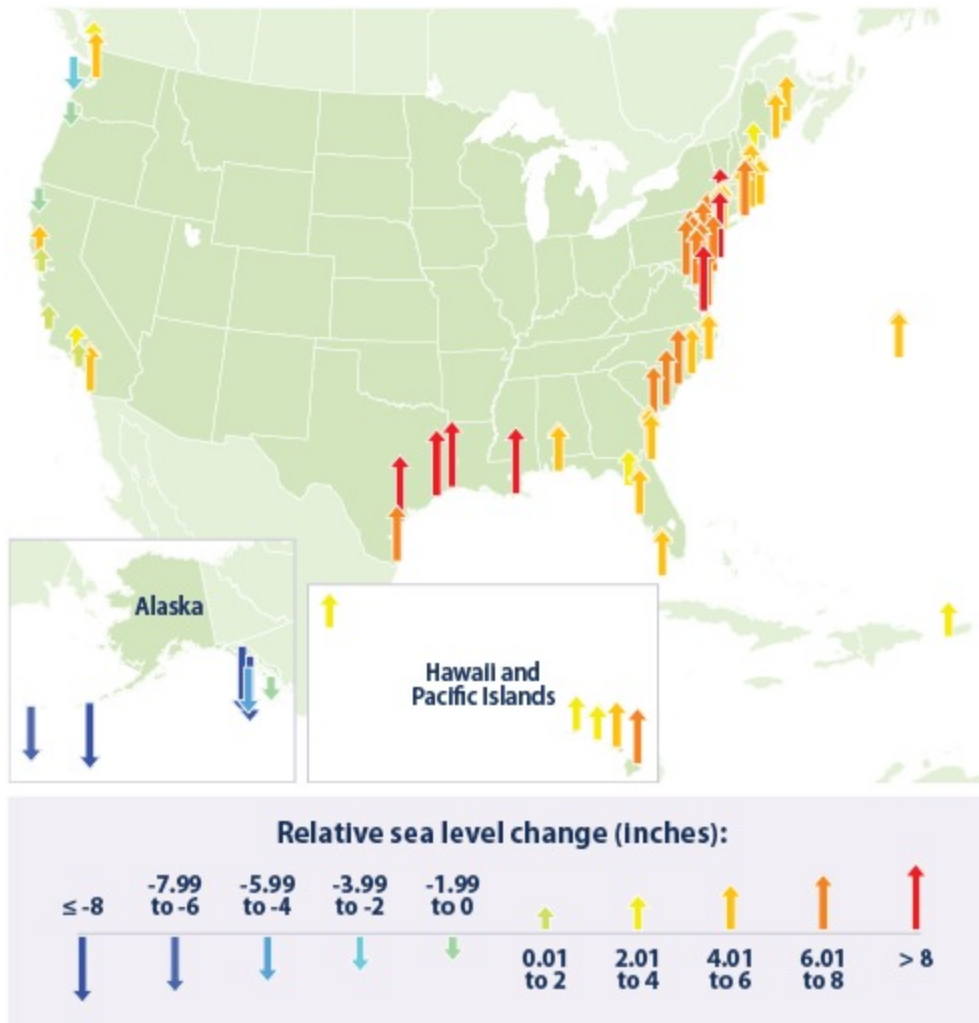 Alaska
Hawaii and
Pacific Islands
Relative sea level change (inches):
≤ -8
-7.99
to -6
-5.99
to -4
-3.99
to -2
-1.99
to 0
0.01
to 2
2.01
to 4
4.01
to 6
6.01
to 8
> 8